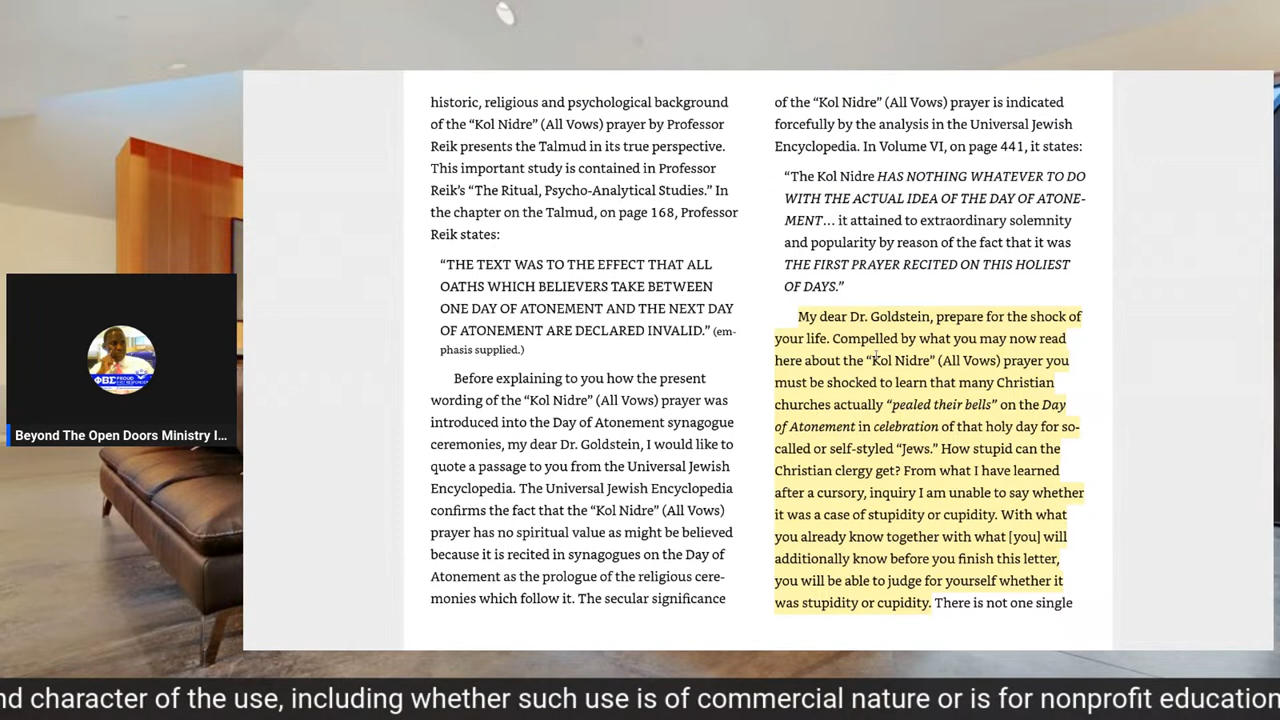 historic, religious and psychological background
of the “Kol Nidre” (All Vows) prayer by Professor
Reik presents the Talmud in its true perspective.
This important study is contained in Professor
Reik’s “The Ritual, Psycho-Analytical Studies.” In
the chapter on the Talmud, on page 168, Professor
Reik states:
“THE TEXT WAS TO THE EFFECT THAT ALL
OATHS WHICH BELIEVERS TAKE BETWEEN
ONE DAY OF ATONEMENT AND THE NEXT DAY
OF ATONEMENT ARE DECLARED INVALID.” (em-
phasis supplied.)
Before explaining to you how the present
wording of the “Kol Nidre” (All Vows) prayer was
introduced into the Day of Atonement synagogue
ceremonies, my dear Dr. Goldstein, I would like to
quote a passage to you from the Universal Jewish
Encyclopedia. The Universal Jewish Encyclopedia
confirms the fact that the “Kol Nidre” (All Vows)
prayer has no spiritual value as might be believed
because it is recited in synagogues on the Day of
Atonement as the prologue of the religious cere-
monies which follow it. The secular significance
of the “Kol Nidre” (All Vows) prayer is indicated
forcefully by the analysis in the Universal Jewish
Encyclopedia. In Volume VI, on page 441, it states:
“The Kol Nidre HAS NOTHING WHATEVER TO DO
WITH THE ACTUAL IDEA OF THE DAY OF ATONE-
MENT… it attained to extraordinary solemnity
and popularity by reason of the fact that it was
THE FIRST PRAYER RECITED ON THIS HOLIEST
OF DAYS.”
My dear Dr. Goldstein, prepare for the shock of
your life. Compelled by what you may now read
here about the “Kol Nidre” (All Vows) prayer you
must be shocked to learn that many Christian
churches actually “pealed their bells” on the Day
of Atonement in celebration of that holy day for so-
called or self-styled “Jews.” How stupid can the
Christian clergy get? From what I have learned
after a cursory, inquiry I am unable to say whether
it was a case of stupidity or cupidity. With what
you already know together with what [you] will
additionally know before you finish this letter,
you will be able to judge for yourself whether it
was stupidity or cupidity. There is not one single
ΦΒΣ PROUD
Beyond The Open Doors Ministry I...
nd character of the use, including whether such use is of commercial nature or is for nonprofit education